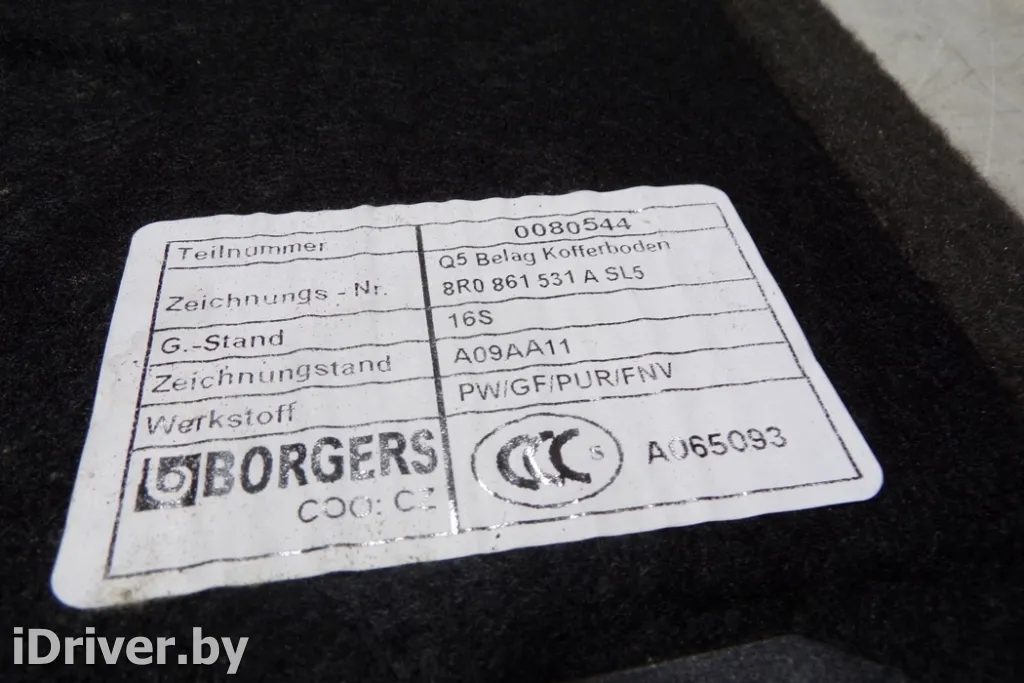 Teilnummer 0080544
Q5 Belag Kofferboden
Zeichnungs - Nr. 8R0 861 531 A SL5
G.-Stand 16S
Zeichnungstand A09AA11
Werkstoff PW/GF/PUR/FNV
BORGERS CCC S A065093
COO: CZ
iDriver.by